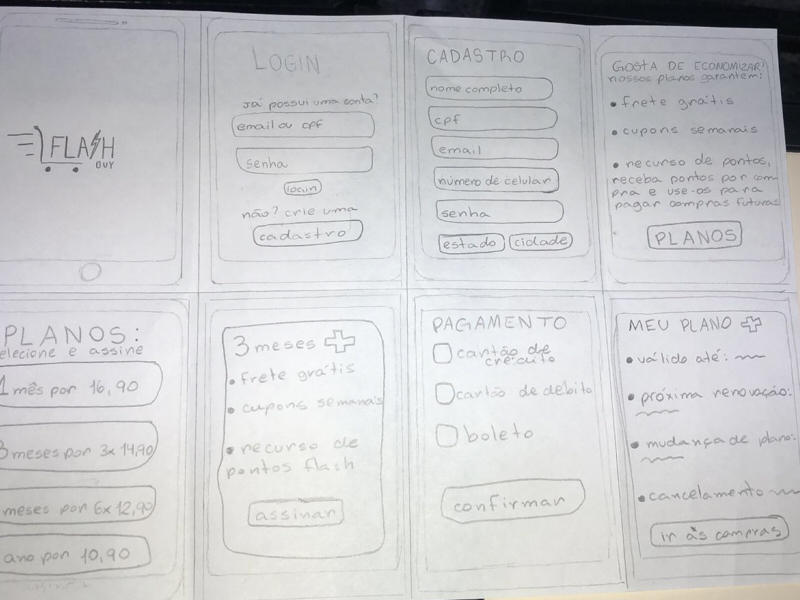 FLASH
BUY
LOGIN
Já possui uma conta?
email ou cpf
senha
login
não? crie uma
cadastro
CADASTRO
nome completo
cpf
email
número de celular
senha
estado
cidade
GOSTA DE ECONOMIZAR?
nossos planos garantem:
• frete grátis
• cupons semanais
• recurso de pontos,
receba pontos por com
pra e use-os para
pagar compras futuras
PLANOS
PLANOS:
elecione e assine
1 mês por 16,90
3 meses por 3x 14,90
meses por 6x 12,90
ano por 10,90
3 meses
• frete grátis
• cupons semanais
• recurso de
pontos flash
assinar
PAGAMENTO
cartão de
crédito
cartão de débito
boleto
confirmar
MEU PLANO
• válido até:
• próxima renovação:
• mudança de plano:
• cancelamento
ir às compras